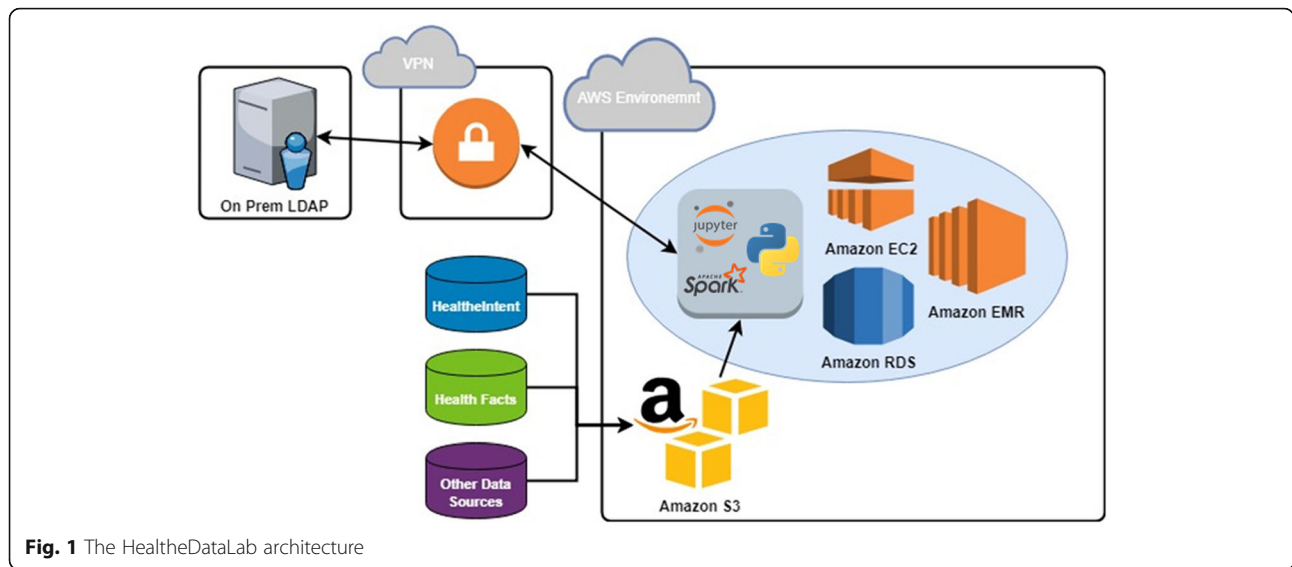 VPN
AWS Environemnt
On Prem LDAP
jupyter
APACHE
Spark
Amazon EC2
Amazon EMR
Amazon RDS
HealtheIntent
Health Facts
Other Data
Sources
a
Amazon S3
Fig. 1 The HealtheDataLab architecture